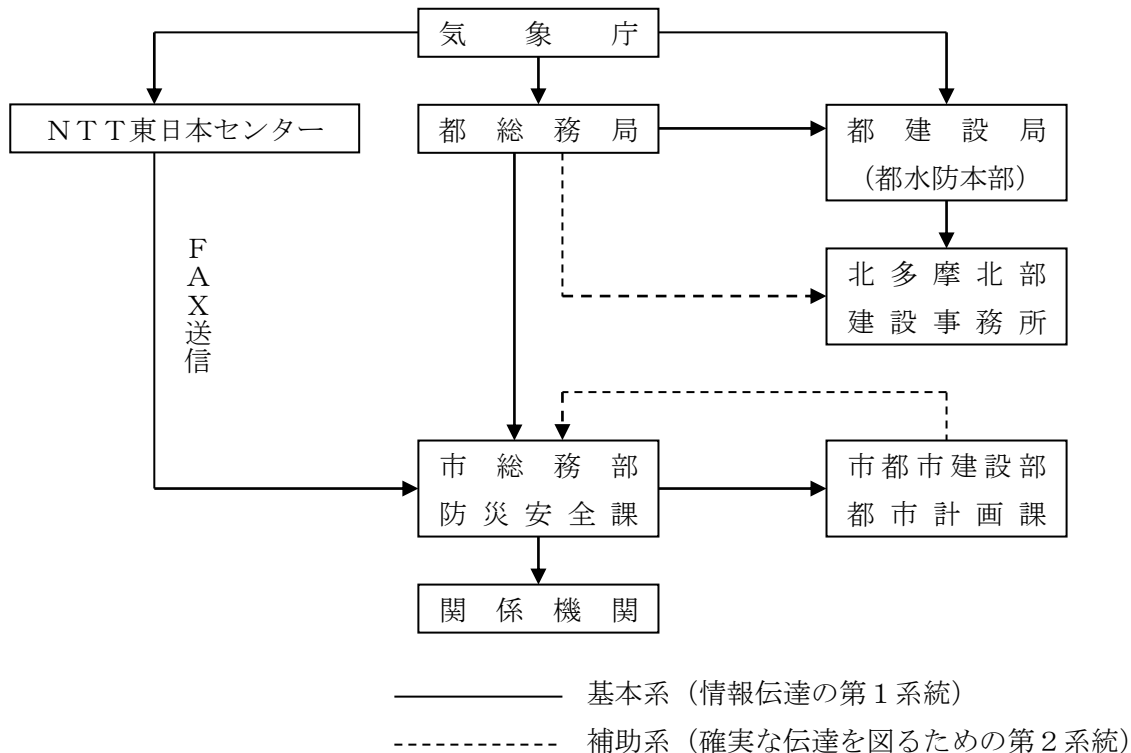 気象庁
NTT東日本センター
都総務局
都建設局
(都水防本部)
FAX送信
北多摩北部
建設事務所
市総務部
防災安全課
市都市建設部
都市計画課
関係機関
基本系(情報伝達の第1系統)
補助系(確実な伝達を図るための第2系統)